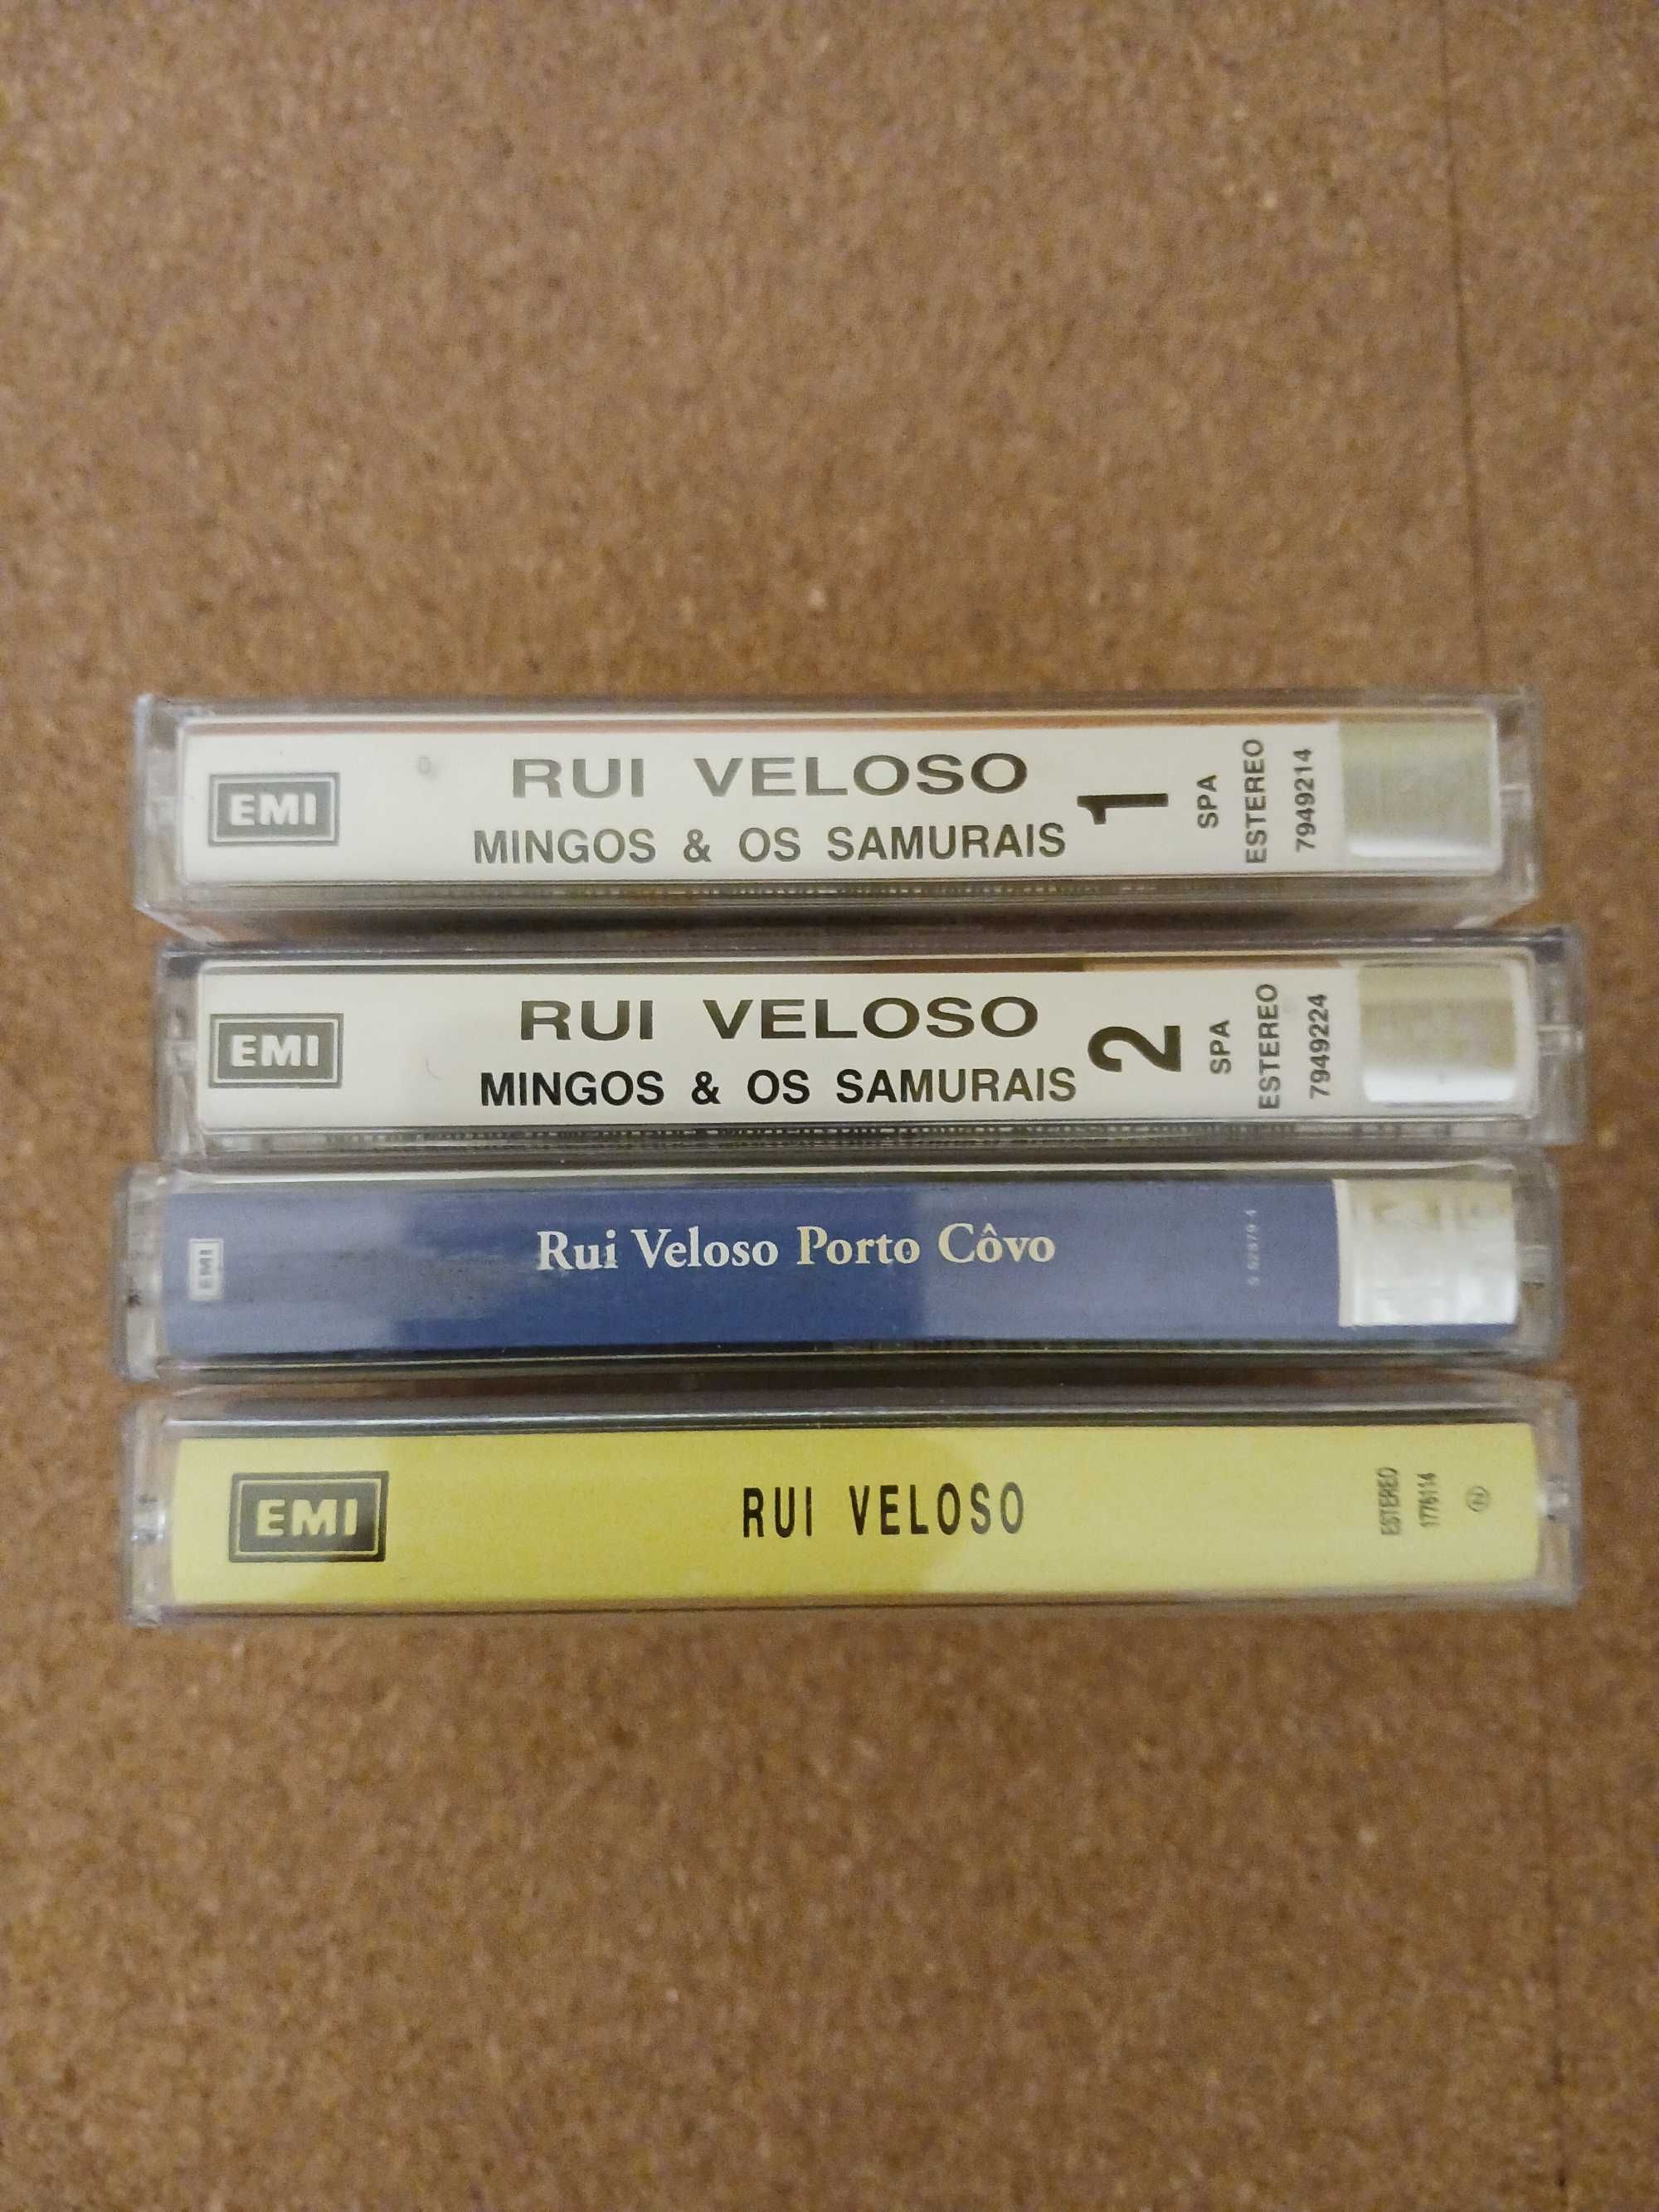 EMI
RUI VELOSO
MINGOS & OS SAMURAIS
1
SPA
ESTEREO
7949214
EMI
RUI VELOSO
MINGOS & OS SAMURAIS
2
SPA
ESTEREO
7949224
EMI
Rui Veloso Porto Côvo
EMI
RUI VELOSO
ESTEREO
1776114